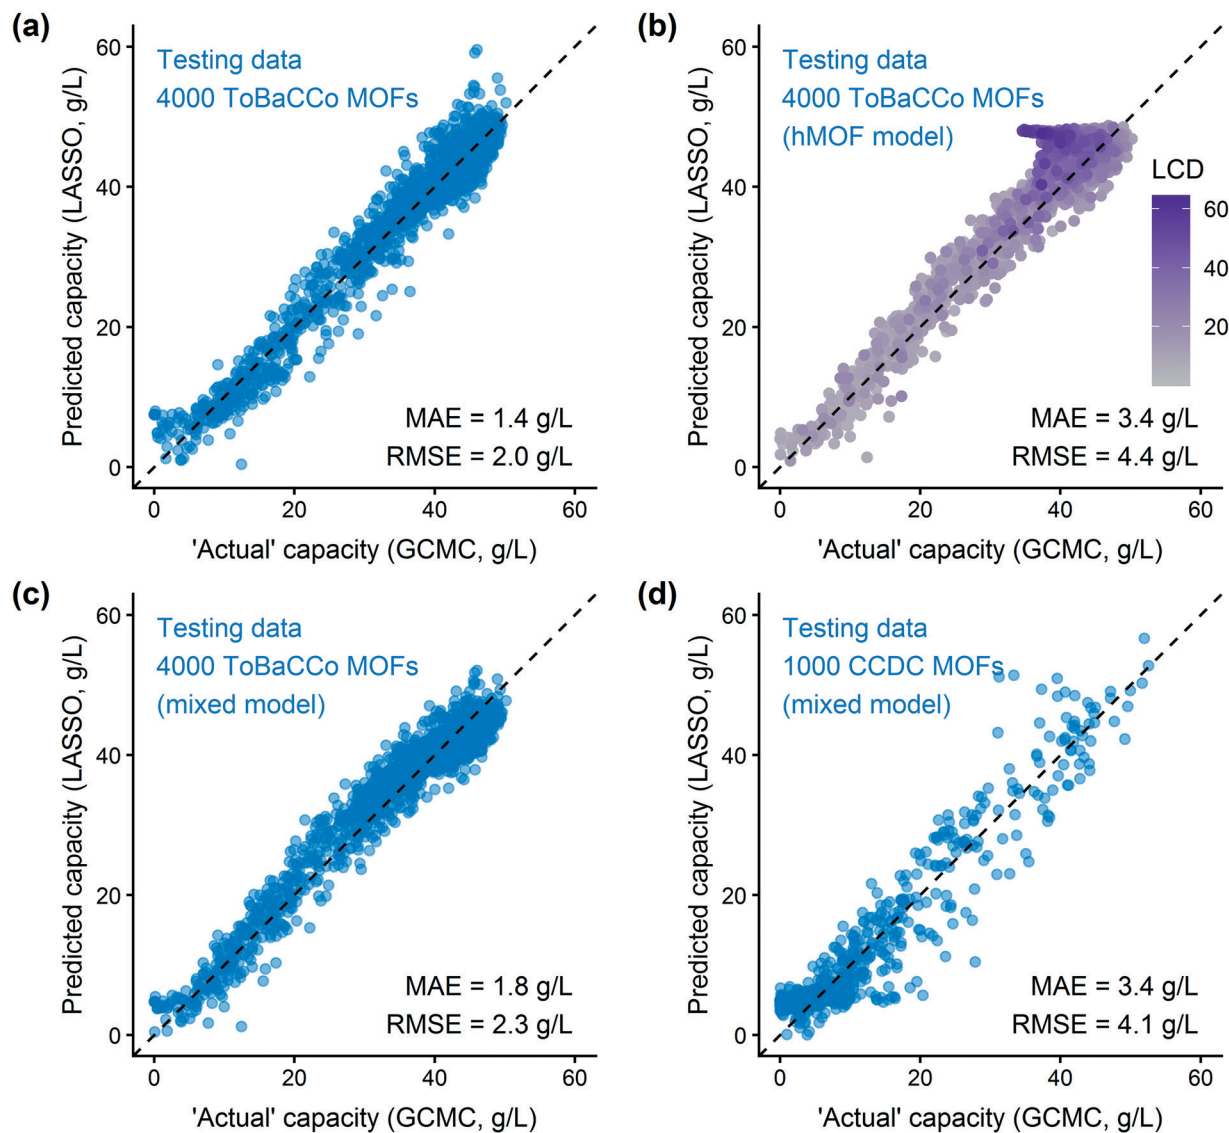 (a)
Testing data
4000 ToBaCCo MOFs
MAE = 1.4 g/L
RMSE = 2.0 g/L
Predicted capacity (LASSO, g/L)
60
40
20
0
0 20 40 60
'Actual' capacity (GCMC, g/L)
(b)
Testing data
4000 ToBaCCo MOFs
(hMOF model)
LCD
60
40
20
MAE = 3.4 g/L
RMSE = 4.4 g/L
Predicted capacity (LASSO, g/L)
60
40
20
0
0 20 40 60
'Actual' capacity (GCMC, g/L)
(c)
Testing data
4000 ToBaCCo MOFs
(mixed model)
MAE = 1.8 g/L
RMSE = 2.3 g/L
Predicted capacity (LASSO, g/L)
60
40
20
0
0 20 40 60
'Actual' capacity (GCMC, g/L)
(d)
Testing data
1000 CCDC MOFs
(mixed model)
MAE = 3.4 g/L
RMSE = 4.1 g/L
Predicted capacity (LASSO, g/L)
60
40
20
0
0 20 40 60
'Actual' capacity (GCMC, g/L)